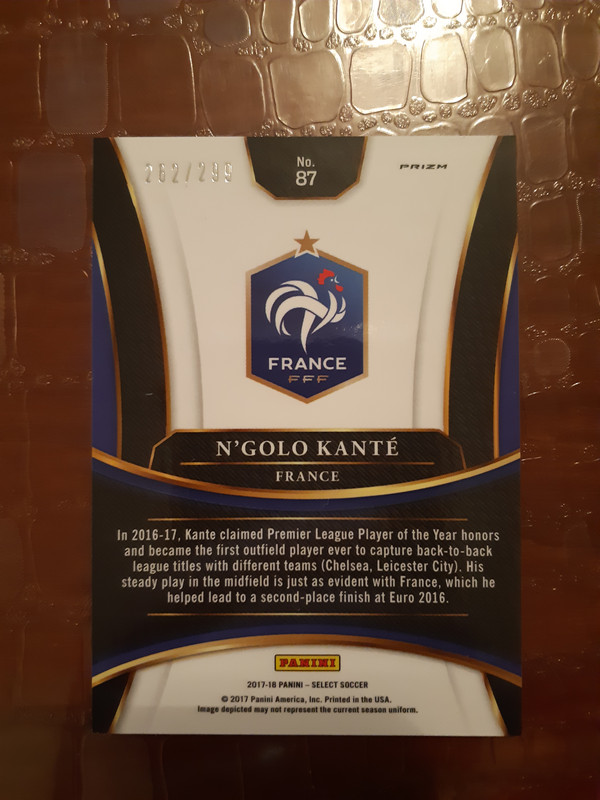 262/299
No.
87
PRIZM
FRANCE
FFF
N'GOLO KANTÉ
FRANCE
In 2016-17, Kante claimed Premier League Player of the Year honors
and became the first outfield player ever to capture back-to-back
league titles with different teams (Chelsea, Leicester City). His
steady play in the midfield is just as evident with France, which he
helped lead to a second-place finish at Euro 2016.
PANINI
2017-18 PANINI – SELECT SOCCER
© 2017 Panini America, Inc. Printed in the USA.
Image depicted may not represent the current season uniform.